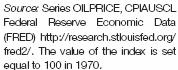 Source: Series OILPRICE, CPIAUSCL
Federal Reserve Economic Data
(FRED) http://research.stlouisfed.org/
fred2/. The value of the index is set
equal to 100 in 1970.